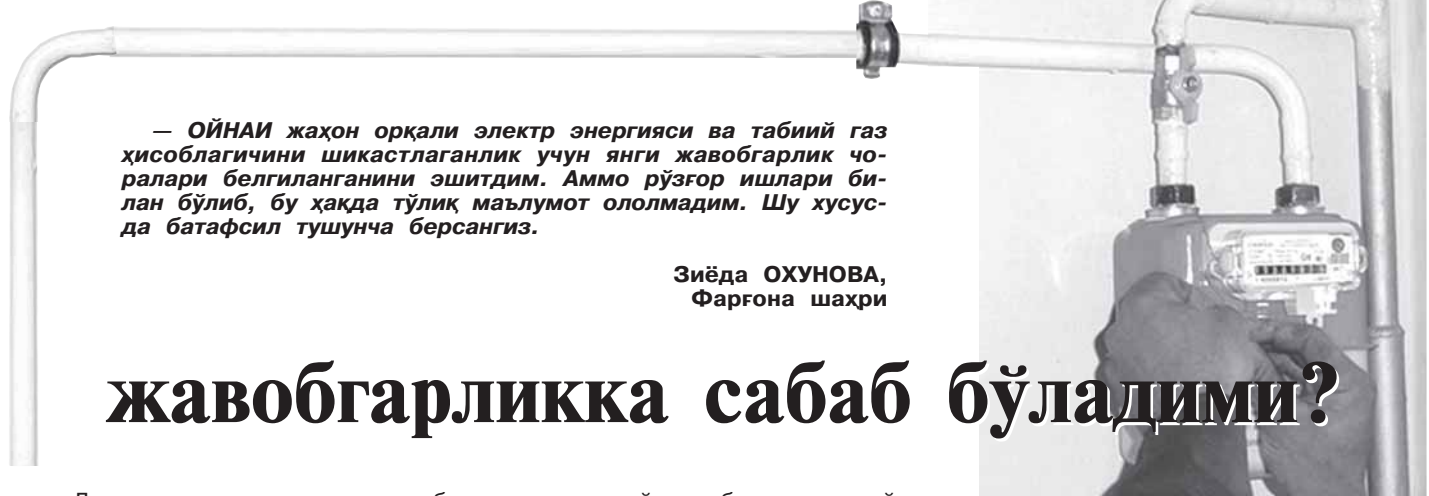 — ОЙНАИ жаҳон орқали электр энергияси ва табиий газ
ҳисоблагичини шикастлаганлик учун янги жавобгарлик чо-
ралари белгиланганини эшитдим. Аммо рўзғор ишлари би-
лан бўлиб, бу ҳақда тўлиқ маълумот ололмадим. Шу хусус-
да батафсил тушунча берсангиз.
Зиёда ОХУНОВА,
Фарғона шаҳри
жавобгарликка сабаб бўладими?